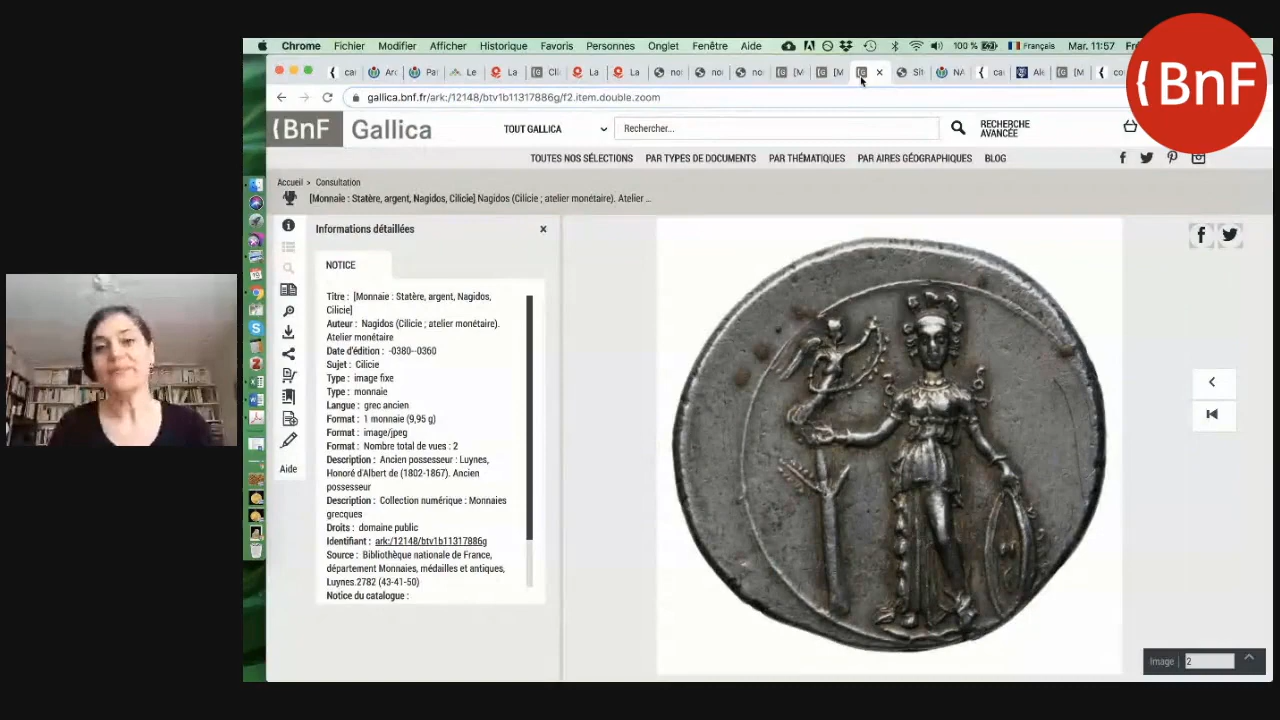 Chrome Fichier Modifier Afficher Historique Favoris Personnes Onglet Fenêtre Aide 100 % Français Mar. 11:57
gallica.bnf.fr/ark:/12148/btv1b11317886g/f2.item.double.zoom
BnF
BnF Gallica TOUT GALLICA Rechercher... RECHERCHE
AVANCÉE
TOUTES NOS SÉLECTIONS PAR TYPES DE DOCUMENTS PAR THÉMATIQUES PAR AIRES GÉOGRAPHIQUES BLOG
Accueil > Consultation
[Monnaie : Statère, argent, Nagidos, Cilicie] Nagidos (Cilicie ; atelier monétaire). Atelier ...
Informations détaillées
NOTICE
Titre : [Monnaie : Statère, argent, Nagidos,
Cilicie]
Auteur : Nagidos (Cilicie ; atelier monétaire).
Atelier monétaire
Date d'édition : -0380--0360
Sujet : Cilicie
Type : image fixe
Type : monnaie
Langue : grec ancien
Format : 1 monnaie (9,95 g)
Format : image/jpeg
Format : Nombre total de vues : 2
Description : Ancien possesseur : Luynes,
Honoré d'Albert de (1802-1867). Ancien
possesseur
Description : Collection numérique : Monnaies
grecques
Droits : domaine public
Identifiant : ark:/12148/btv1b11317886g
Source : Bibliothèque nationale de France,
département Monnaies, médailles et antiques,
Luynes.2782 (43-41-50)
Notice du catalogue :
Aide
Image 2